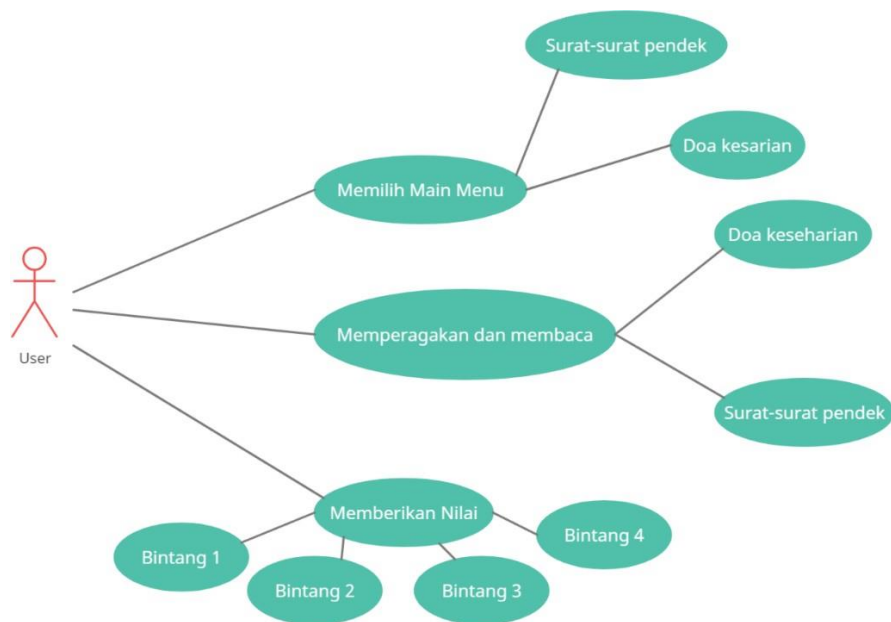 Surat-surat pendek
Doa kesarian
Memilih Main Menu
Doa keseharian
Memperagakan dan membaca
User
Surat-surat pendek
Memberikan Nilai
Bintang 4
Bintang 1
Bintang 2
Bintang 3